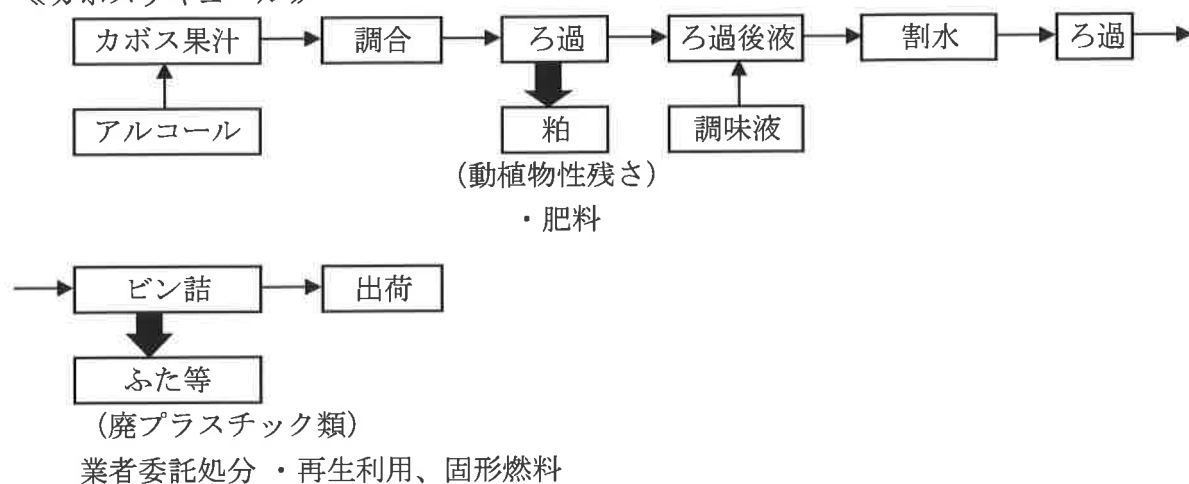 カボス果汁 調合 ろ過 ろ過後液 割水 ろ過
アルコール 粕 調味液
(動植物性残さ)
・肥料
ビン詰 出荷
ふた等
(廃プラスチック類)
業者委託処分 ・再生利用、固形燃料